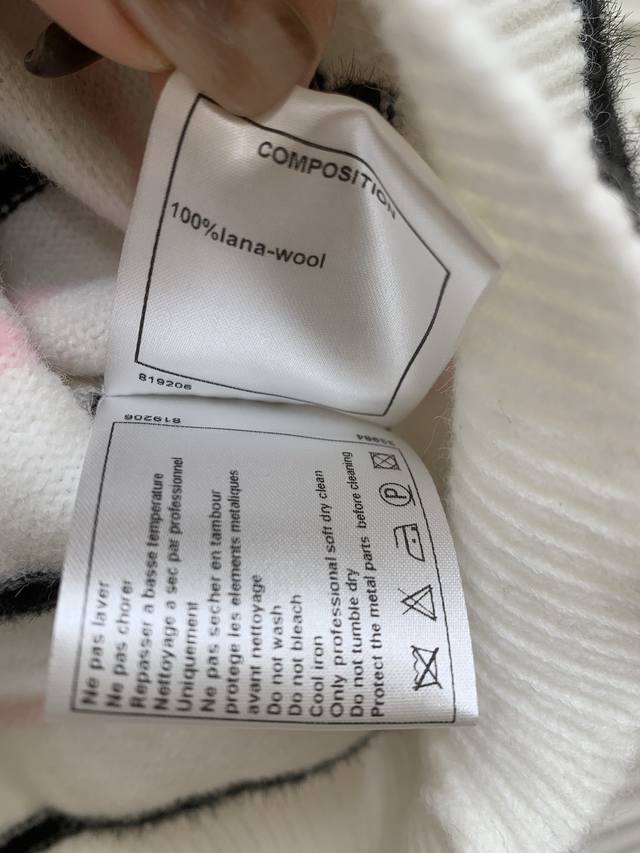 COMPOSITION
100%lana-wool
819206
819206
33984
Ne pas laver
Ne pas chorer
Repasser a basse temperature
Nettoyage a sec par professionnel
Uniquement
Ne pas secher en tambour
protege les elements metaliques
avant nettoyage
Do not wash
Do not bleach
Cool iron
Only professional soft dry clean
Do not tumble dry
Protect the metal parts before cleaning
P